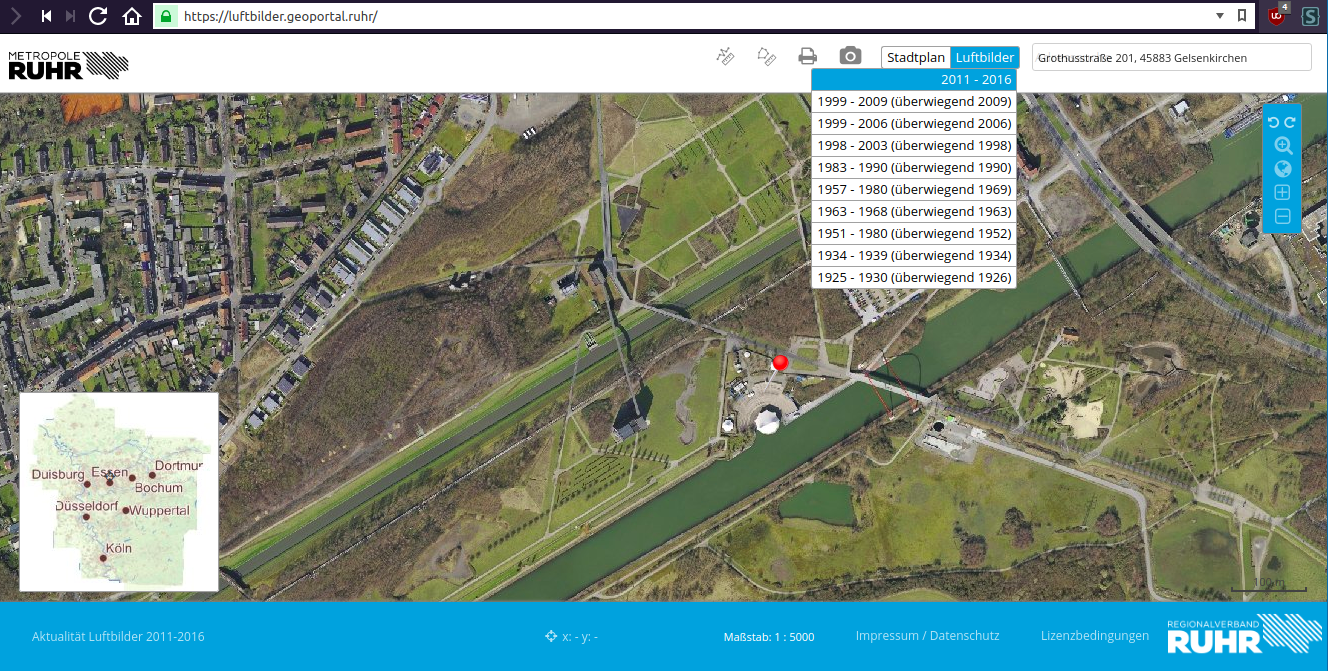 https://luftbilder.geoportal.ruhr/
4
METROPOLE
RUHR
Stadtplan Luftbilder
Grothusstraße 201, 45883 Gelsenkirchen
2011 - 2016
1999 - 2009 (überwiegend 2009)
1999 - 2006 (überwiegend 2006)
1998 - 2003 (überwiegend 1998)
1983 - 1990 (überwiegend 1990)
1957 - 1980 (überwiegend 1969)
1963 - 1968 (überwiegend 1963)
1951 - 1980 (überwiegend 1952)
1934 - 1939 (überwiegend 1934)
1925 - 1930 (überwiegend 1926)
Duisburg Essen Dortmur
Bochum
Düsseldorf Wuppertal
Köln
100 m
Aktualität Luftbilder 2011-2016
x: - y: -
Maßstab: 1 : 5000
Impressum / Datenschutz
Lizenzbedingungen
REGIONALVERBAND
RUHR